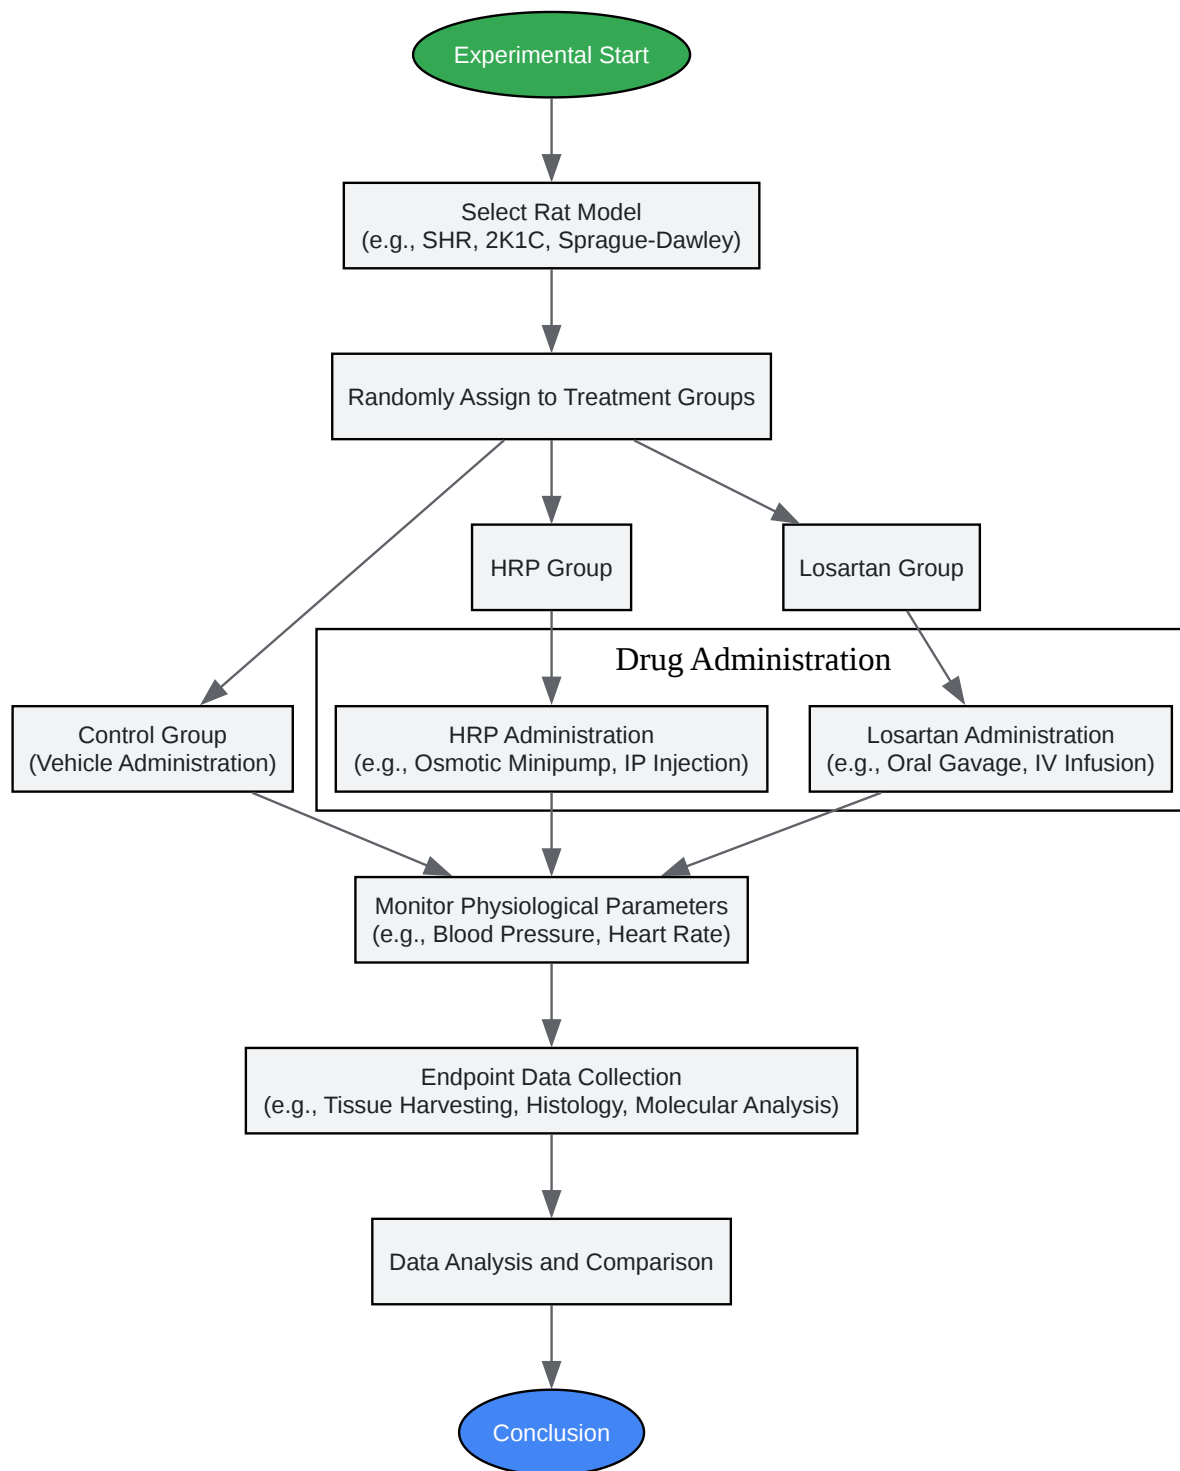 Experimental Start
Select Rat Model
(e.g., SHR, 2K1C, Sprague-Dawley)
Randomly Assign to Treatment Groups
HRP Group
Losartan Group
Drug Administration
Control Group
(Vehicle Administration)
HRP Administration
(e.g., Osmotic Minipump, IP Injection)
Losartan Administration
(e.g., Oral Gavage, IV Infusion)
Monitor Physiological Parameters
(e.g., Blood Pressure, Heart Rate)
Endpoint Data Collection
(e.g., Tissue Harvesting, Histology, Molecular Analysis)
Data Analysis and Comparison
Conclusion